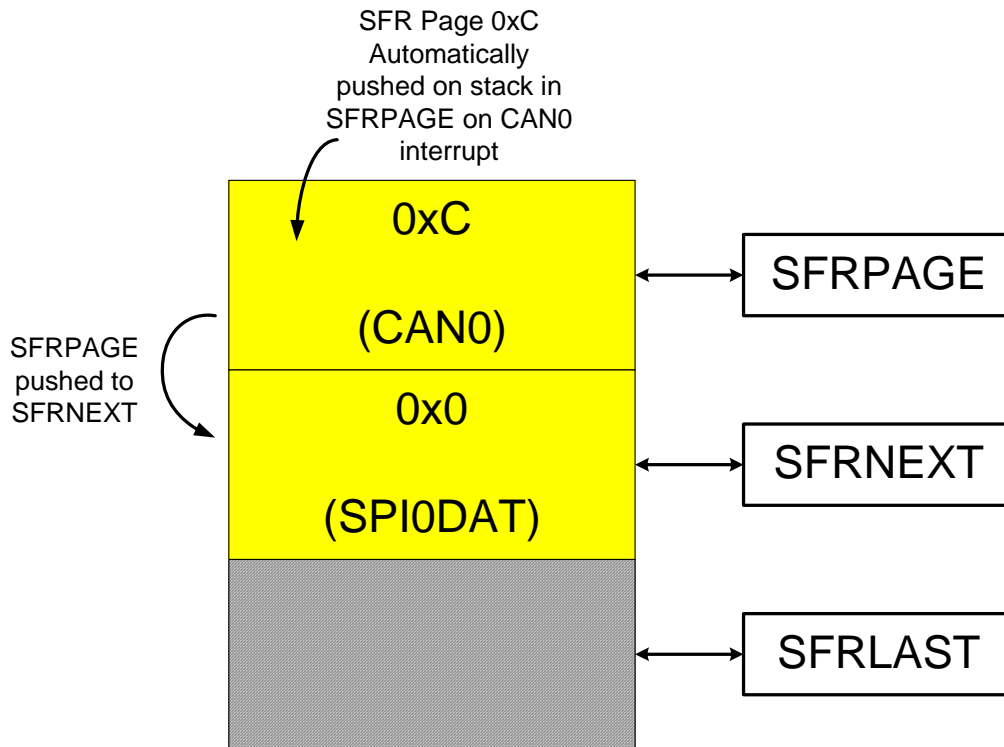 SFR Page 0xC
Automatically
pushed on stack in
SFRPAGE on CAN0
interrupt
0xC
(CAN0)
SFRPAGE
SFRPAGE
pushed to
SFRNEXT
0x0
(SPI0DAT)
SFRNEXT
SFRLAST